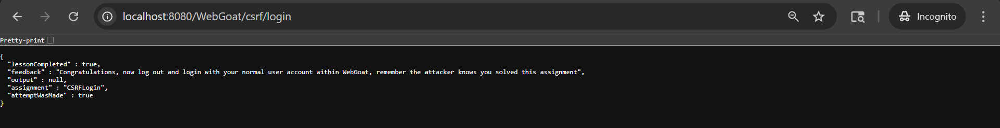 localhost:8080/WebGoat/csrf/login
Incognito
Pretty-print
{
"lessonCompleted" : true,
"feedback" : "Congratulations, now log out and login with your normal user account within WebGoat, remember the attacker knows you solved this assignment",
"output" : null,
"assignment" : "CSRFLogin",
"attemptWasMade" : true
}